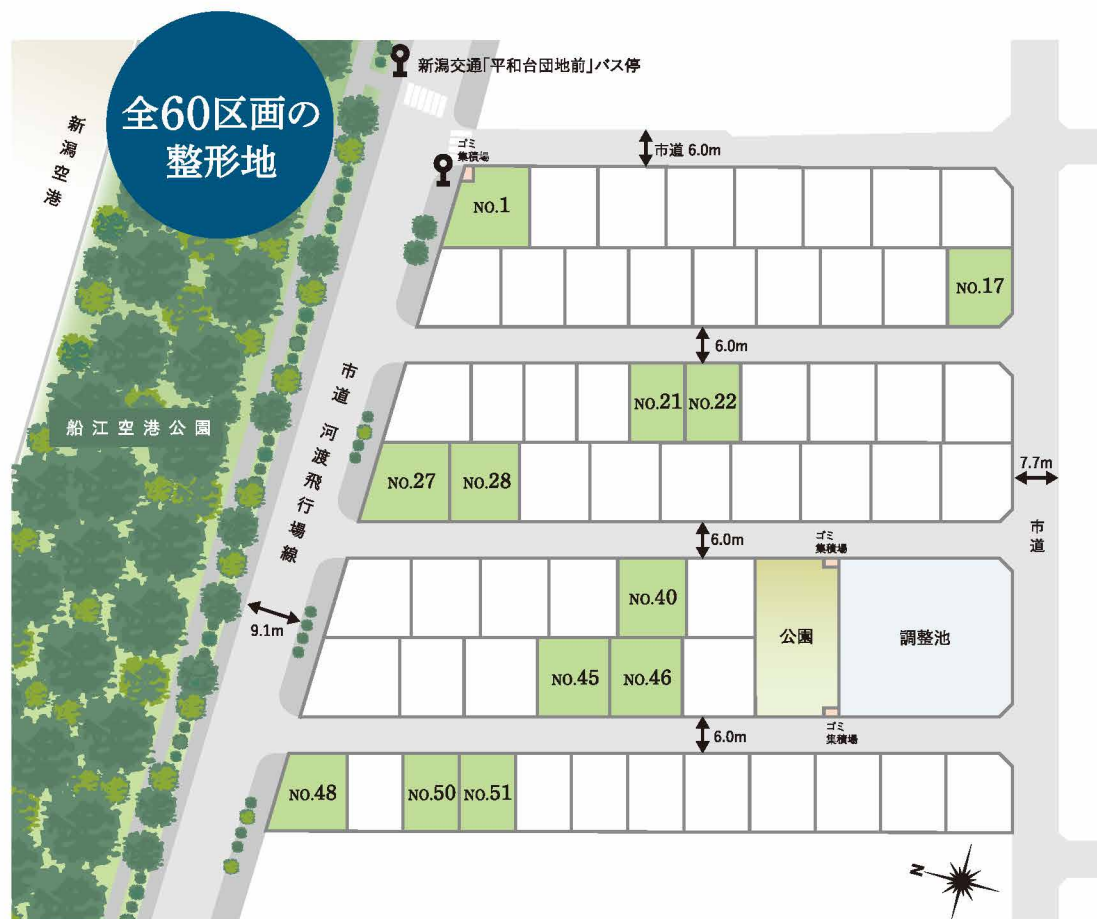 全60区画の
整形地
新潟交通「平和台団地前」バス停
新潟空港
ゴミ
集積場
市道 6.0m
NO.1
NO.17
6.0m
市道 河渡飛行場線
NO.21
NO.22
船江空港公園
NO.27
NO.28
7.7m
市道
6.0m
ゴミ
集積場
NO.40
9.1m
公園
調整池
NO.45
NO.46
6.0m
ゴミ
集積場
NO.48
NO.50
NO.51
N